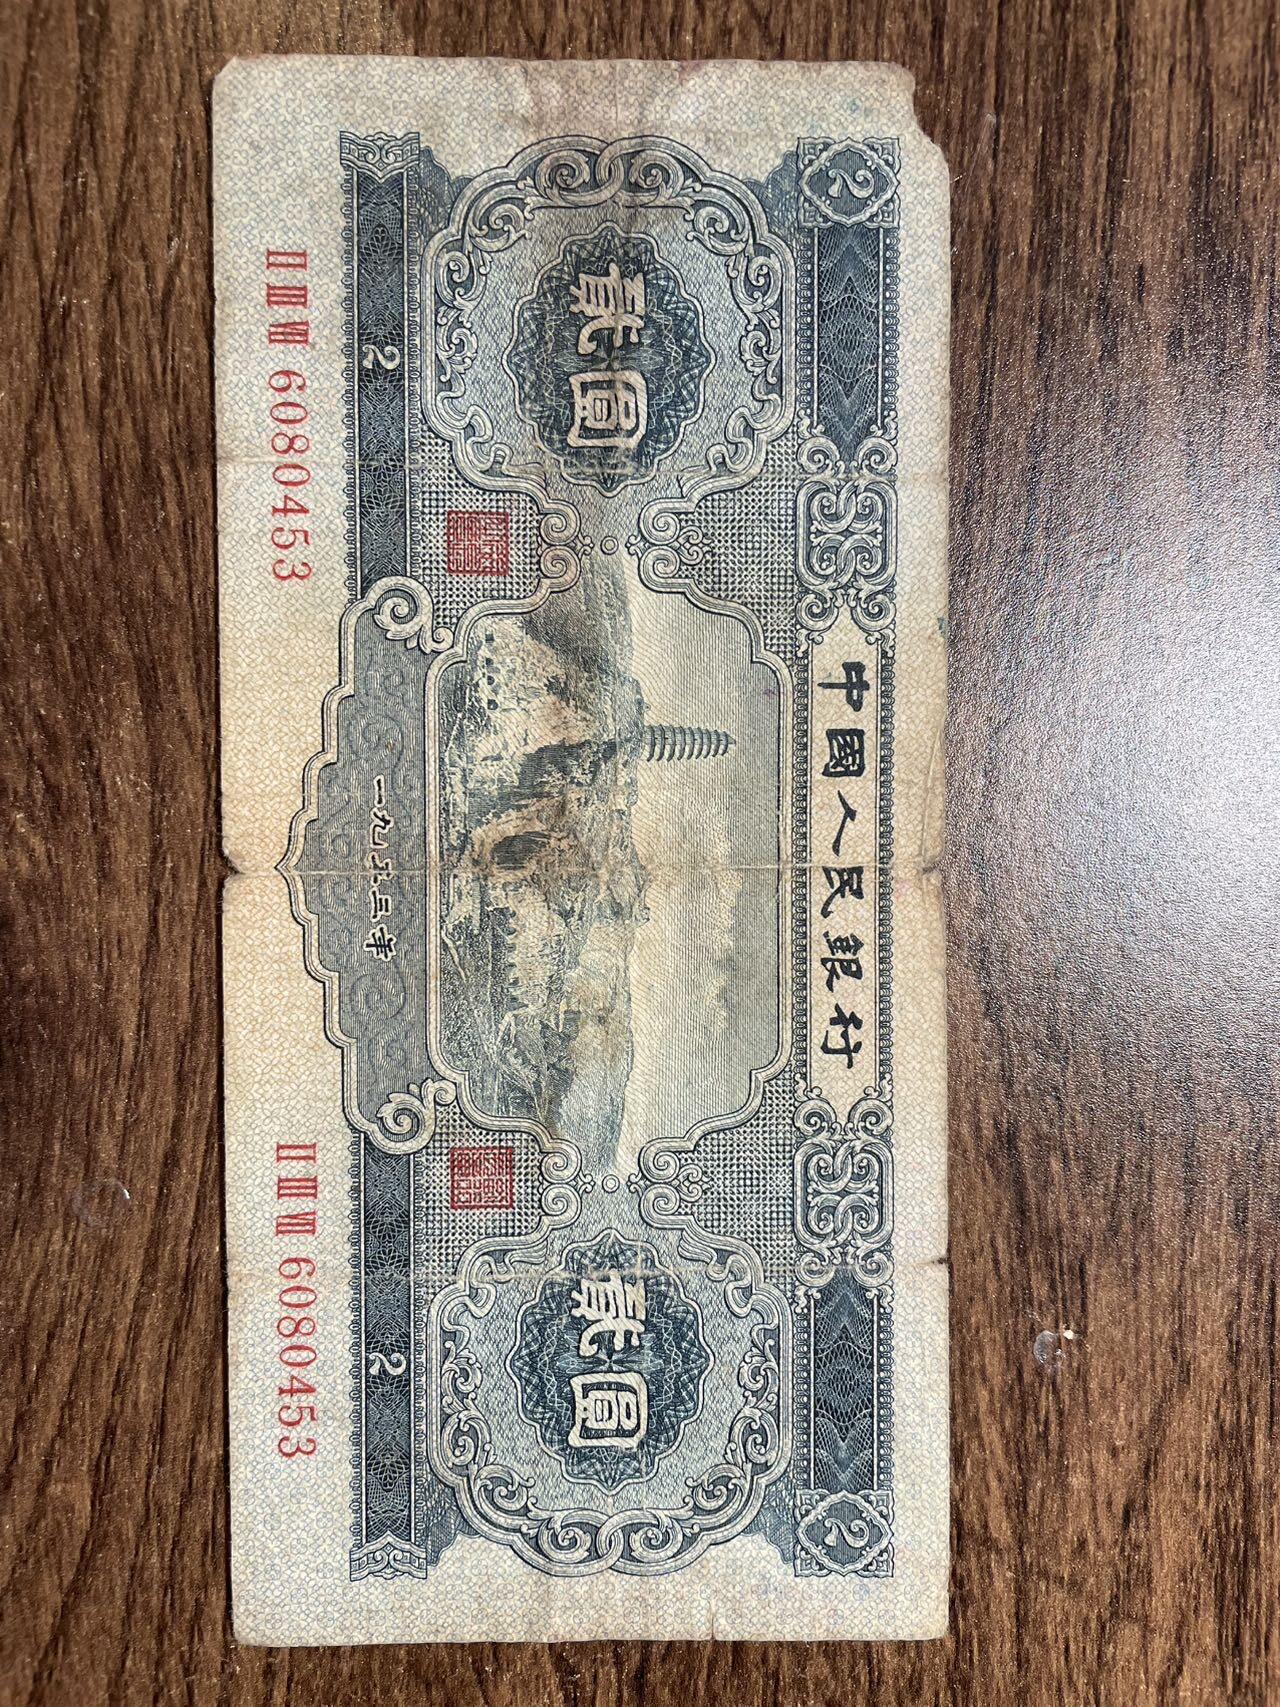 2 中國人民銀行 2
貳圓 貳圓
2 一九五三年 2
ⅡⅢⅦ 6080453 ⅡⅢⅦ 6080453